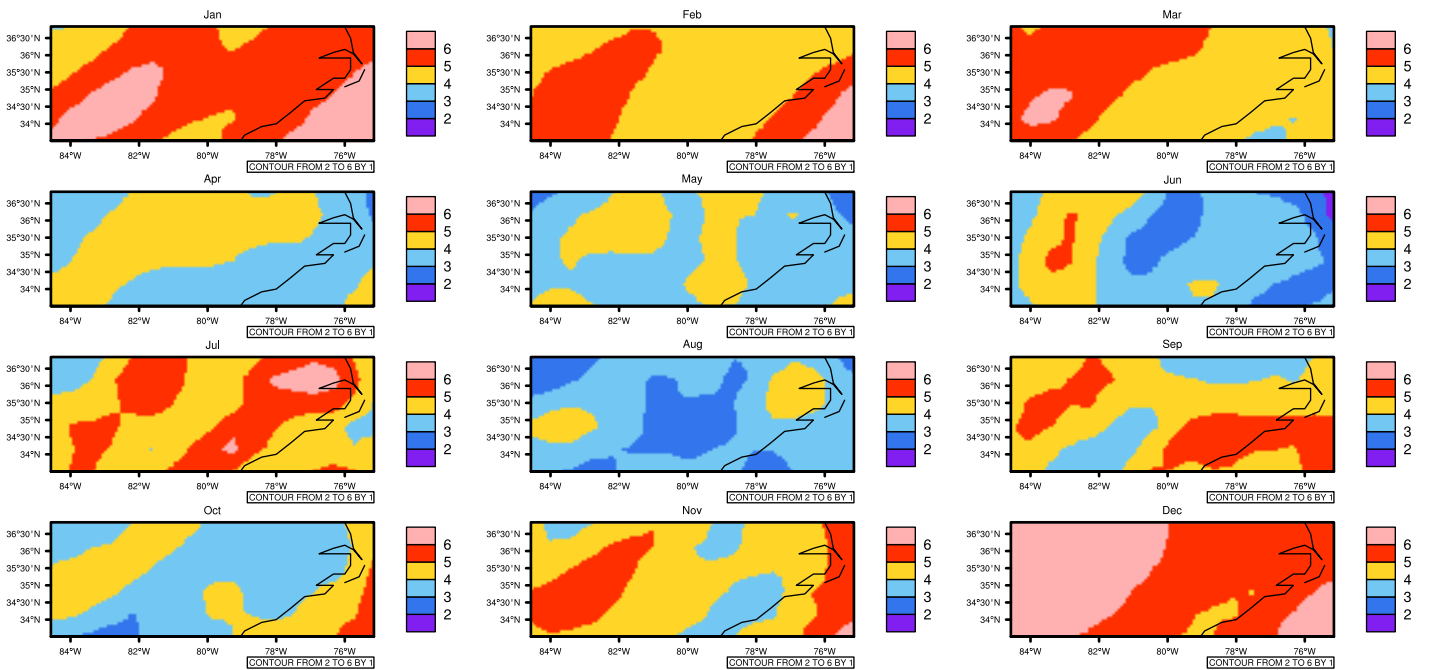 Jan Feb Mar
36°30'N 36°30'N 36°30'N
36°N 6 36°N 6 36°N 6
35°30'N 5 35°30'N 5 35°30'N 5
35°N 4 35°N 4 35°N 4
34°30'N 3 34°30'N 3 34°30'N 3
34°N 2 34°N 2 34°N 2
84°W 82°W 80°W 78°W 76°W 84°W 82°W 80°W 78°W 76°W 84°W 82°W 80°W 78°W 76°W
CONTOUR FROM 2 TO 6 BY 1 CONTOUR FROM 2 TO 6 BY 1 CONTOUR FROM 2 TO 6 BY 1
Apr May Jun
36°30'N 36°30'N 36°30'N
36°N 6 36°N 6 36°N 6
35°30'N 5 35°30'N 5 35°30'N 5
35°N 4 35°N 4 35°N 4
34°30'N 3 34°30'N 3 34°30'N 3
34°N 2 34°N 2 34°N 2
84°W 82°W 80°W 78°W 76°W 84°W 82°W 80°W 78°W 76°W 84°W 82°W 80°W 78°W 76°W
CONTOUR FROM 2 TO 6 BY 1 CONTOUR FROM 2 TO 6 BY 1 CONTOUR FROM 2 TO 6 BY 1
Jul Aug Sep
36°30'N 36°30'N 36°30'N
36°N 6 36°N 6 36°N 6
35°30'N 5 35°30'N 5 35°30'N 5
35°N 4 35°N 4 35°N 4
34°30'N 3 34°30'N 3 34°30'N 3
34°N 2 34°N 2 34°N 2
84°W 82°W 80°W 78°W 76°W 84°W 82°W 80°W 78°W 76°W 84°W 82°W 80°W 78°W 76°W
CONTOUR FROM 2 TO 6 BY 1 CONTOUR FROM 2 TO 6 BY 1 CONTOUR FROM 2 TO 6 BY 1
Oct Nov Dec
36°30'N 36°30'N 36°30'N
36°N 6 36°N 6 36°N 6
35°30'N 5 35°30'N 5 35°30'N 5
35°N 4 35°N 4 35°N 4
34°30'N 3 34°30'N 3 34°30'N 3
34°N 2 34°N 2 34°N 2
84°W 82°W 80°W 78°W 76°W 84°W 82°W 80°W 78°W 76°W 84°W 82°W 80°W 78°W 76°W
CONTOUR FROM 2 TO 6 BY 1 CONTOUR FROM 2 TO 6 BY 1 CONTOUR FROM 2 TO 6 BY 1